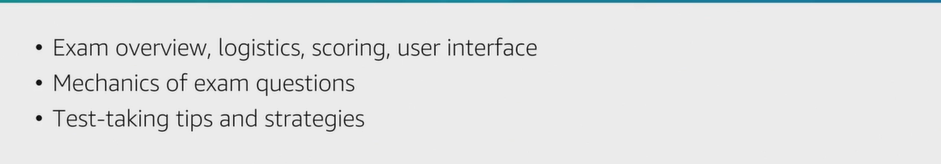 • Exam overview, logistics, scoring, user interface
• Mechanics of exam questions
• Test-taking tips and strategies